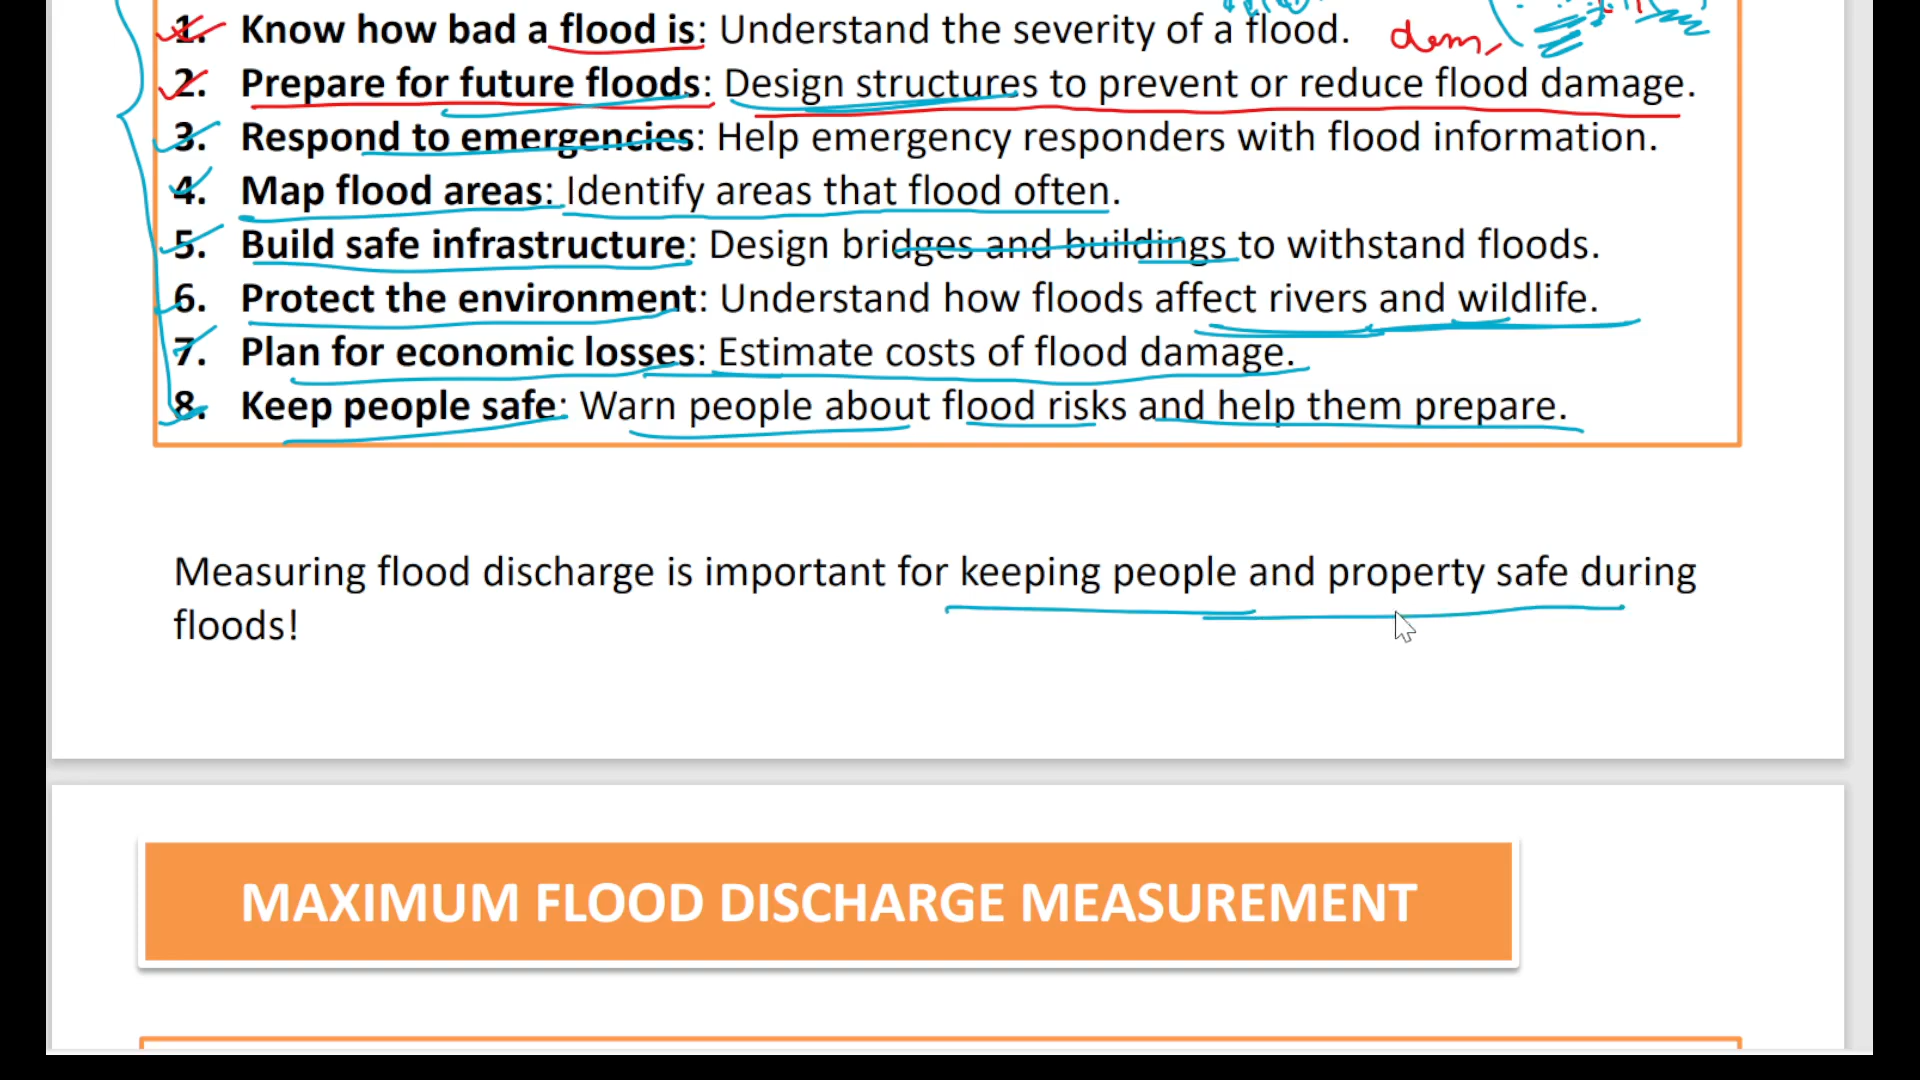 1. Know how bad a flood is: Understand the severity of a flood. dam,
2. Prepare for future floods: Design structures to prevent or reduce flood damage.
3. Respond to emergencies: Help emergency responders with flood information.
4. Map flood areas: Identify areas that flood often.
5. Build safe infrastructure: Design bridges and buildings to withstand floods.
6. Protect the environment: Understand how floods affect rivers and wildlife.
7. Plan for economic losses: Estimate costs of flood damage.
8. Keep people safe: Warn people about flood risks and help them prepare.
Measuring flood discharge is important for keeping people and property safe during
floods!
MAXIMUM FLOOD DISCHARGE MEASUREMENT